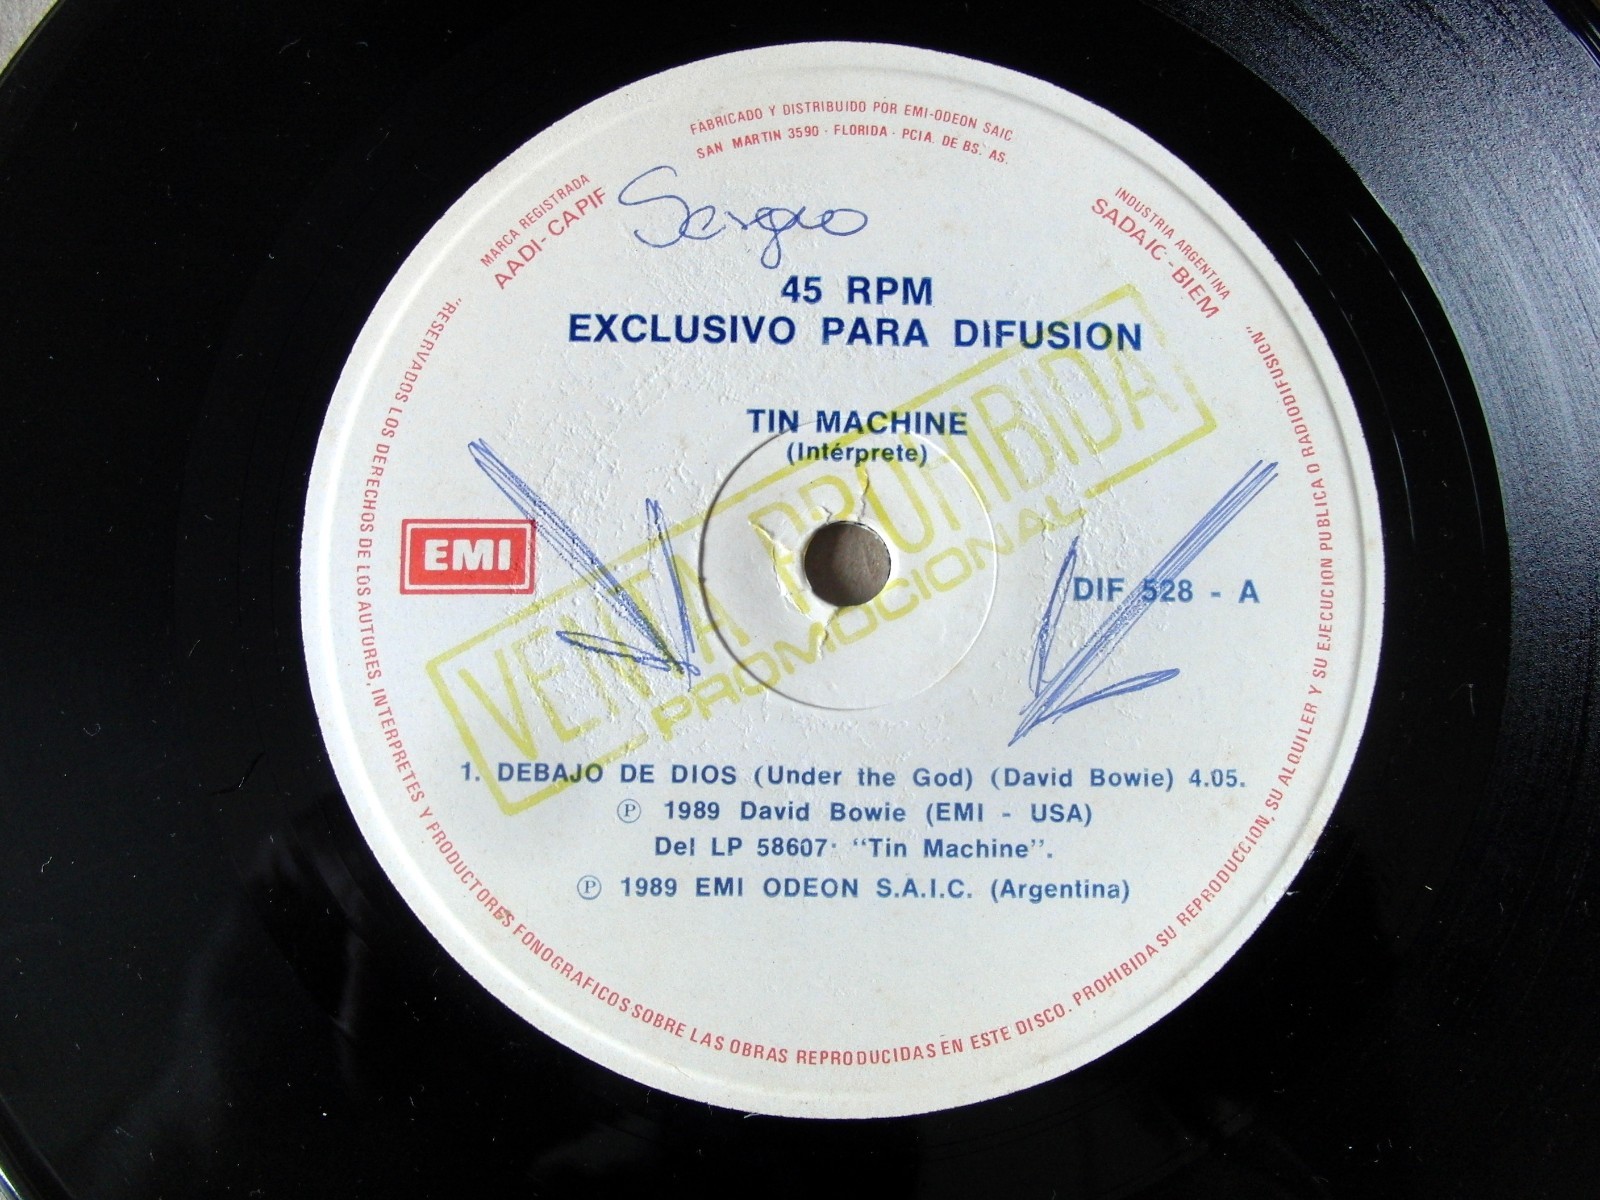 FABRICADO Y DISTRIBUIDO POR EMI-ODEON SAIC
SAN MARTIN 3590 · FLORIDA · PCIA. DE BS. AS.
MARCA REGISTRADA
AADI-CAPIF
INDUSTRIA ARGENTINA
SADAIC-BIEM
Sergio
45 RPM
EXCLUSIVO PARA DIFUSION
TIN MACHINE
(Intérprete)
EMI
VENTA PROHIBIDA
PROMOCIONAL
DIF 528 - A
1. DEBAJO DE DIOS (Under the God) (David Bowie) 4.05.
℗ 1989 David Bowie (EMI - USA)
Del LP 58607· “Tin Machine”.
℗ 1989 EMI ODEON S.A.I.C. (Argentina)
"RESERVADOS LOS DERECHOS DE LOS AUTURES, INTERPRETES Y PRODUCTORES FONOGRAFICOS SOBRE LAS OBRAS REPRODUCIDAS EN ESTE DISCO. PROHIBIDA SU REPRODUCCION, SU ALQUILER Y SU EJECUCION PUBLICA O RADIODIFUSION"